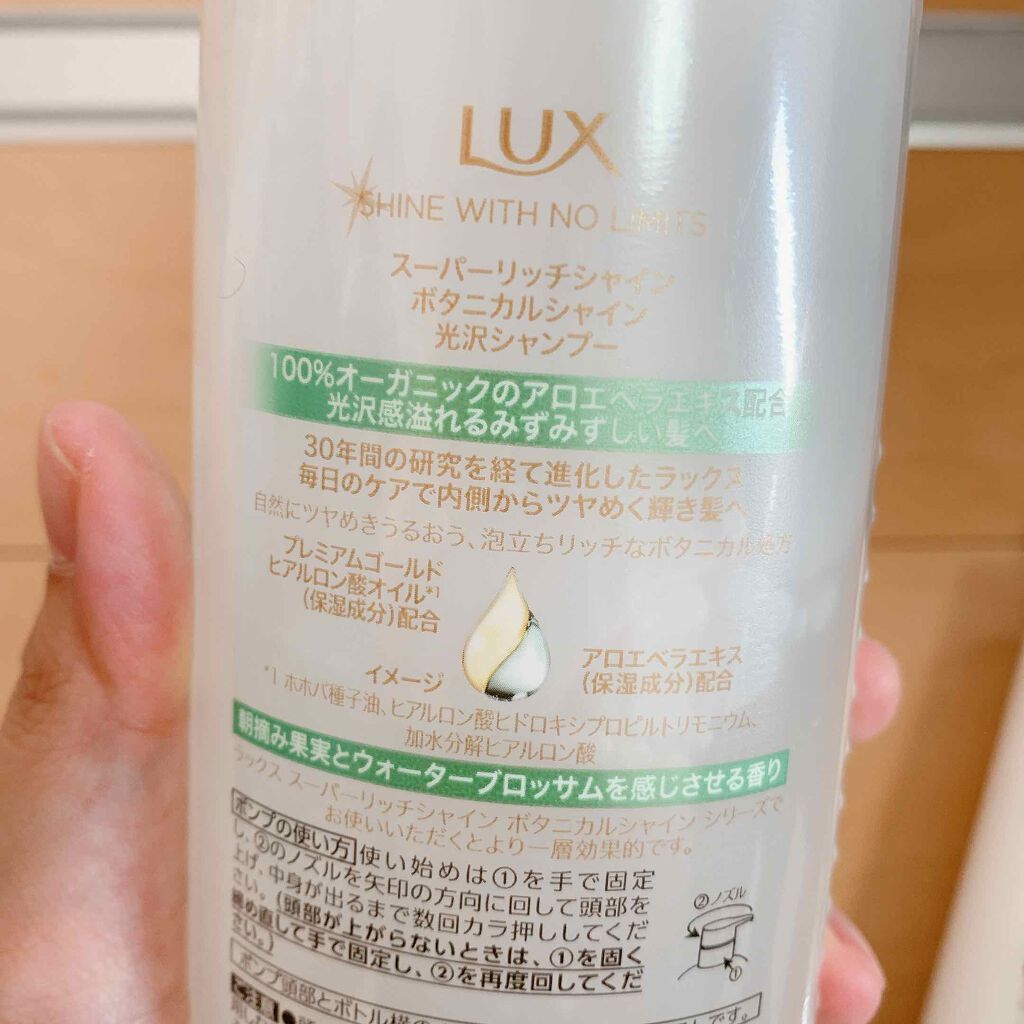 LUX
SHINE WITH NO LIMITS
スーパーリッチシャイン
ボタニカルシャイン
光沢シャンプー
100%オーガニックのアロエベラエキス配合
光沢感溢れるみずみずしい髪へ
30年間の研究を経て進化したラックス
毎日のケアで内側からツヤめく輝き髪へ
自然にツヤめきうるおう、泡立ちリッチなボタニカル処方
プレミアムゴールド
ヒアルロン酸オイル*1
(保湿成分)配合
アロエベラエキス
(保湿成分)配合
イメージ
*1 ホホバ種子油、ヒアルロン酸ヒドロキシプロピルトリモニウム、
加水分解ヒアルロン酸
朝摘み果実とウォーターブロッサムを感じさせる香り
ラックス スーパーリッチシャイン ボタニカルシャイン シリーズで
お使いいただくとより一層効果的です。
ポンプの使い方 使い始めは①を手で固定
し、②のノズルを矢印の方向に回して頭部を
上げ、中身が出るまで数回カラ押ししてくだ
さい。(頭部が上がらないときは、①を固く
締め直して手で固定し、②を再度回してくだ
さい。)
②ノズル
①
ポンプ頭部とボトル
です。